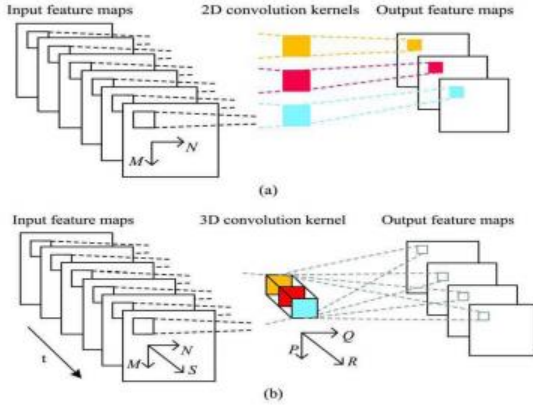 Input feature maps 2D convolution kernels Output feature maps
N
M
(a)
Input feature maps 3D convolution kernel Output feature maps
t
N
M
S
Q
P
R
(b)